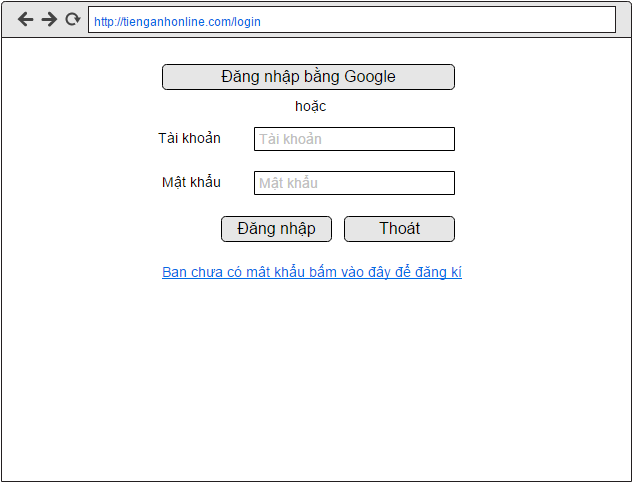 http://tienganhonline.com/login
Đăng nhập bằng Google
hoặc
Tài khoản Tài khoản
Mật khẩu Mật khẩu
Đăng nhập Thoát
Bạn chưa có mật khẩu bấm vào đây để đăng kí